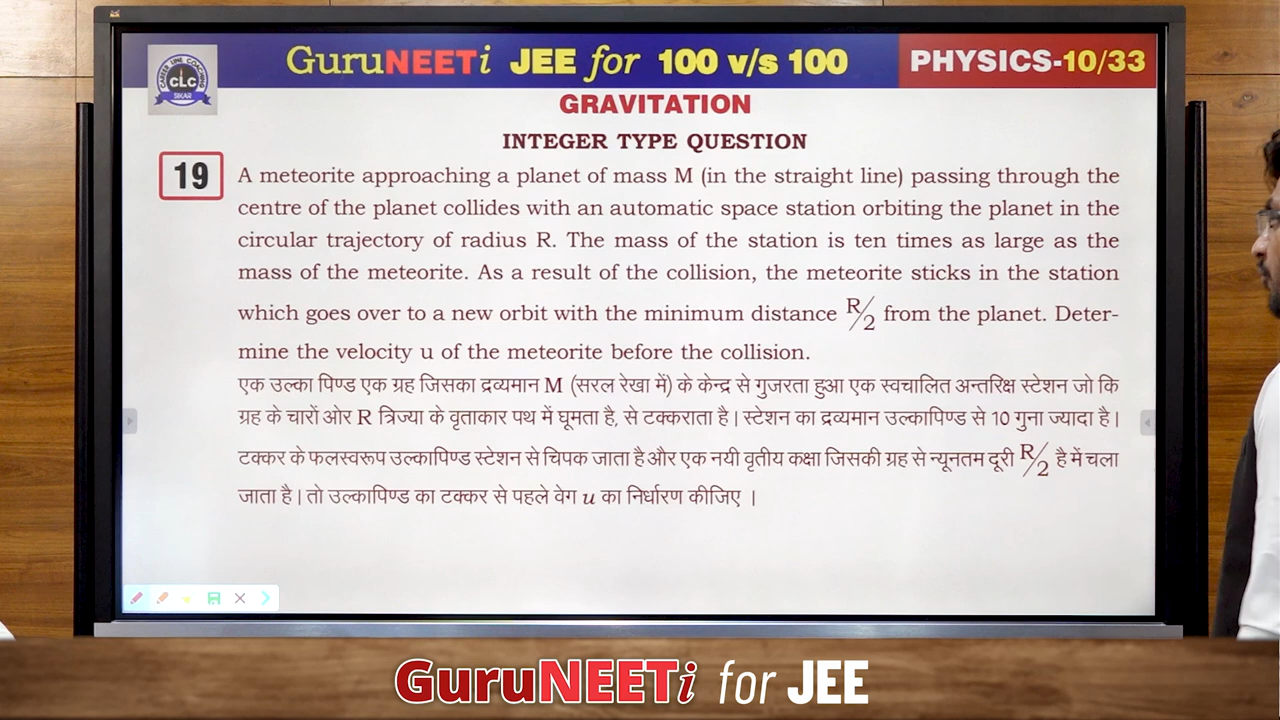 GuruNEETi JEE for 100 v/s 100
PHYSICS-10/33
CAREER LINE COACHING
CLC
SIKAR
GRAVITATION
INTEGER TYPE QUESTION
19
A meteorite approaching a planet of mass M (in the straight line) passing through the
centre of the planet collides with an automatic space station orbiting the planet in the
circular trajectory of radius R. The mass of the station is ten times as large as the
mass of the meteorite. As a result of the collision, the meteorite sticks in the station
which goes over to a new orbit with the minimum distance R/2 from the planet. Deter-
mine the velocity u of the meteorite before the collision.
एक उल्का पिण्ड एक ग्रह जिसका द्रव्यमान M (सरल रेखा में) के केन्द्र से गुजरता हुआ एक स्वचालित अन्तरिक्ष स्टेशन जो कि
ग्रह के चारों ओर R त्रिज्या के वृताकार पथ में घूमता है, से टक्कराता है। स्टेशन का द्रव्यमान उल्कापिण्ड से 10 गुना ज्यादा है।
टक्कर के फलस्वरूप उल्कापिण्ड स्टेशन से चिपक जाता है और एक नयी वृतीय कक्षा जिसकी ग्रह से न्यूनतम दूरी R/2 है में चला
जाता है। तो उल्कापिण्ड का टक्कर से पहले वेग u का निर्धारण कीजिए ।
GuruNEETi for JEE